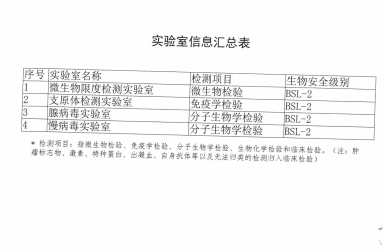 实验室信息汇总表
序号 实验室名称 检测项目 生物安全级别
1 微生物限度检测实验室 微生物检验 BSL-2
2 支原体检测实验室 免疫学检验 BSL-2
3 腺病毒实验室 分子生物学检验 BSL-2
4 慢病毒实验室 分子生物学检验 BSL-2
* 检测项目：指微生物检验、免疫学检验、分子生物学检验、生物化学检验和临床检验。（注：肿
瘤标志物、激素、特种蛋白、出凝血、自身抗体等以及无法归类的检测归入临床检验）